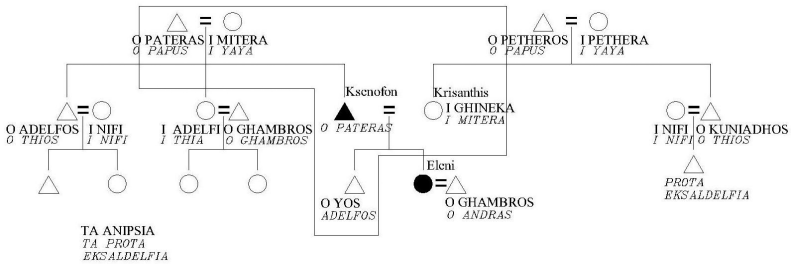 O PATERAS I MITERA
O PAPUS I YAYA
O PETHEROS I PETHERA
O PAPUS I YAYA
Ksenofon
Krisanthis
O PATERAS
I GHINEKA
I MITERA
O ADELFOS I NIFI
O THIOS I NIFI
I ADELFI O GHAMBROS
I THIA O GHAMBROS
I NIFI O KUNIADHOS
I NIFI O THIOS
Eleni
O YOS
ADELFOS
O GHAMBROS
O ANDRAS
PROTA
EKSALDELFIA
TA ANIPSIA
TA PROTA
EKSALDELFIA